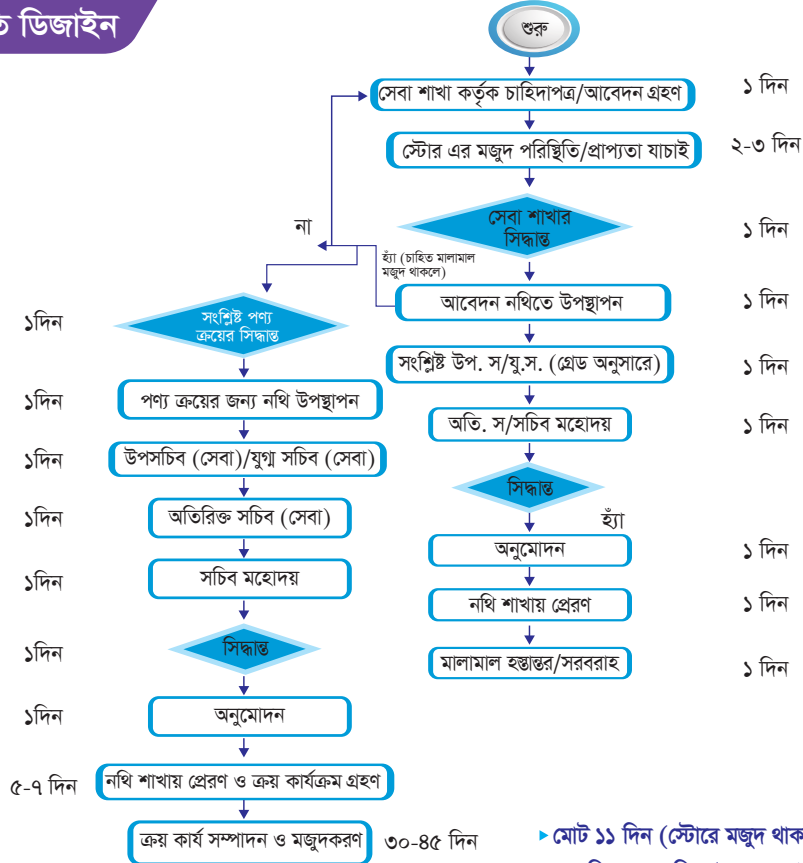 ত ডিজাইন
শুরু
সেবা শাখা কর্তৃক চাহিদাপত্র/আবেদন গ্রহণ
১ দিন
স্টোর এর মজুদ পরিস্থিতি/প্রাপ্যতা যাচাই
২-৩ দিন
সেবা শাখার
সিদ্ধান্ত
১ দিন
না
হ্যাঁ (চাহিত মালামাল
মজুদ থাকলে)
আবেদন নথিতে উপস্থাপন
১ দিন
সংশ্লিষ্ট উপ. স/যু.স. (গ্রেড অনুসারে)
১ দিন
অতি. স/সচিব মহোদয়
১ দিন
সিদ্ধান্ত
হ্যাঁ
অনুমোদন
১ দিন
নথি শাখায় প্রেরণ
১ দিন
মালামাল হস্তান্তর/সরবরাহ
১ দিন
১দিন
সংশ্লিষ্ট পণ্য
ক্রয়ের সিদ্ধান্ত
১দিন
পণ্য ক্রয়ের জন্য নথি উপস্থাপন
১দিন
উপসচিব (সেবা)/যুগ্ম সচিব (সেবা)
১দিন
অতিরিক্ত সচিব (সেবা)
১দিন
সচিব মহোদয়
১দিন
সিদ্ধান্ত
১দিন
অনুমোদন
৫-৭ দিন
নথি শাখায় প্রেরণ ও ক্রয় কার্যক্রম গ্রহণ
ক্রয় কার্য সম্পাদন ও মজুদকরণ
৩০-৪৫ দিন
▸মোট ১১ দিন (স্টোরে মজুদ থাক